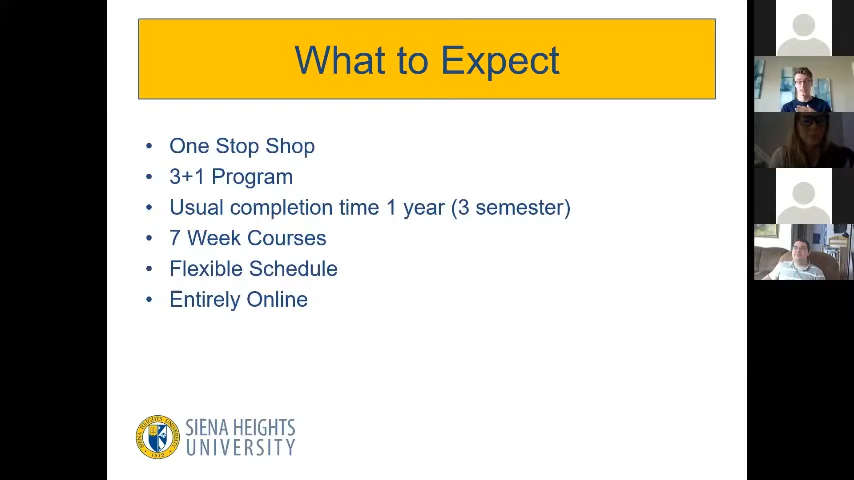 What to Expect
• One Stop Shop
• 3+1 Program
• Usual completion time 1 year (3 semester)
• 7 Week Courses
• Flexible Schedule
• Entirely Online
SIENA HEIGHTS
UNIVERSITY